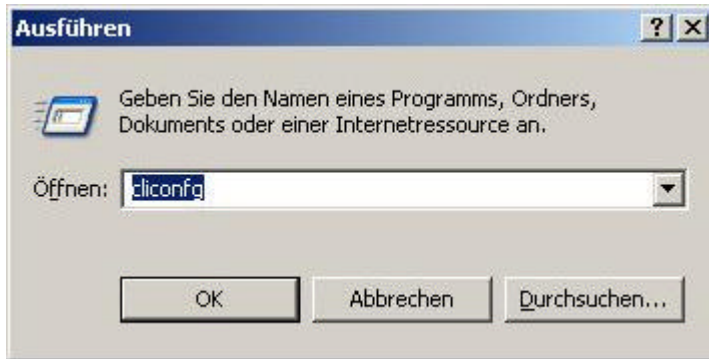 Ausführen
Geben Sie den Namen eines Programms, Ordners,
Dokuments oder einer Internetressource an.
Öffnen: cliconfg
OK Abbrechen Durchsuchen...